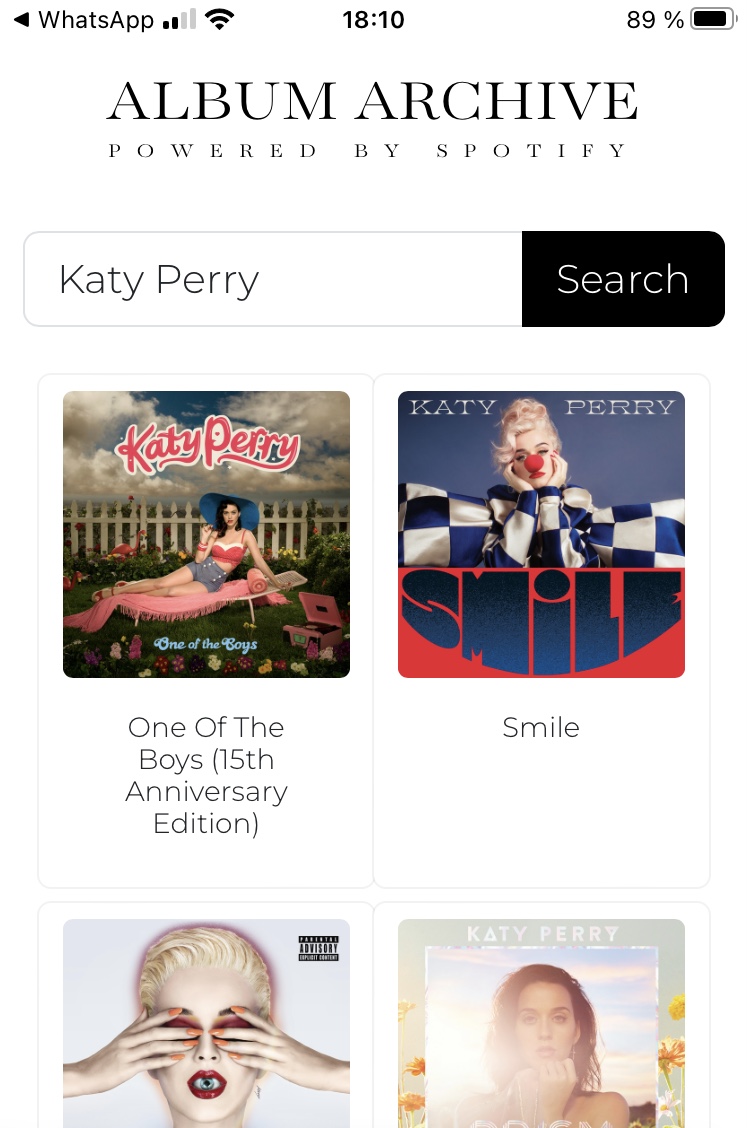 ◀ WhatsApp 18:10 89 %
ALBUM ARCHIVE
POWERED BY SPOTIFY
Katy Perry Search
Katy Perry
One of the Boys
KATY PERRY
SMiLE
One Of The
Boys (15th
Anniversary
Edition)
Smile
PARENTAL
ADVISORY
EXPLICIT CONTENT
KATY PERRY
PRISM